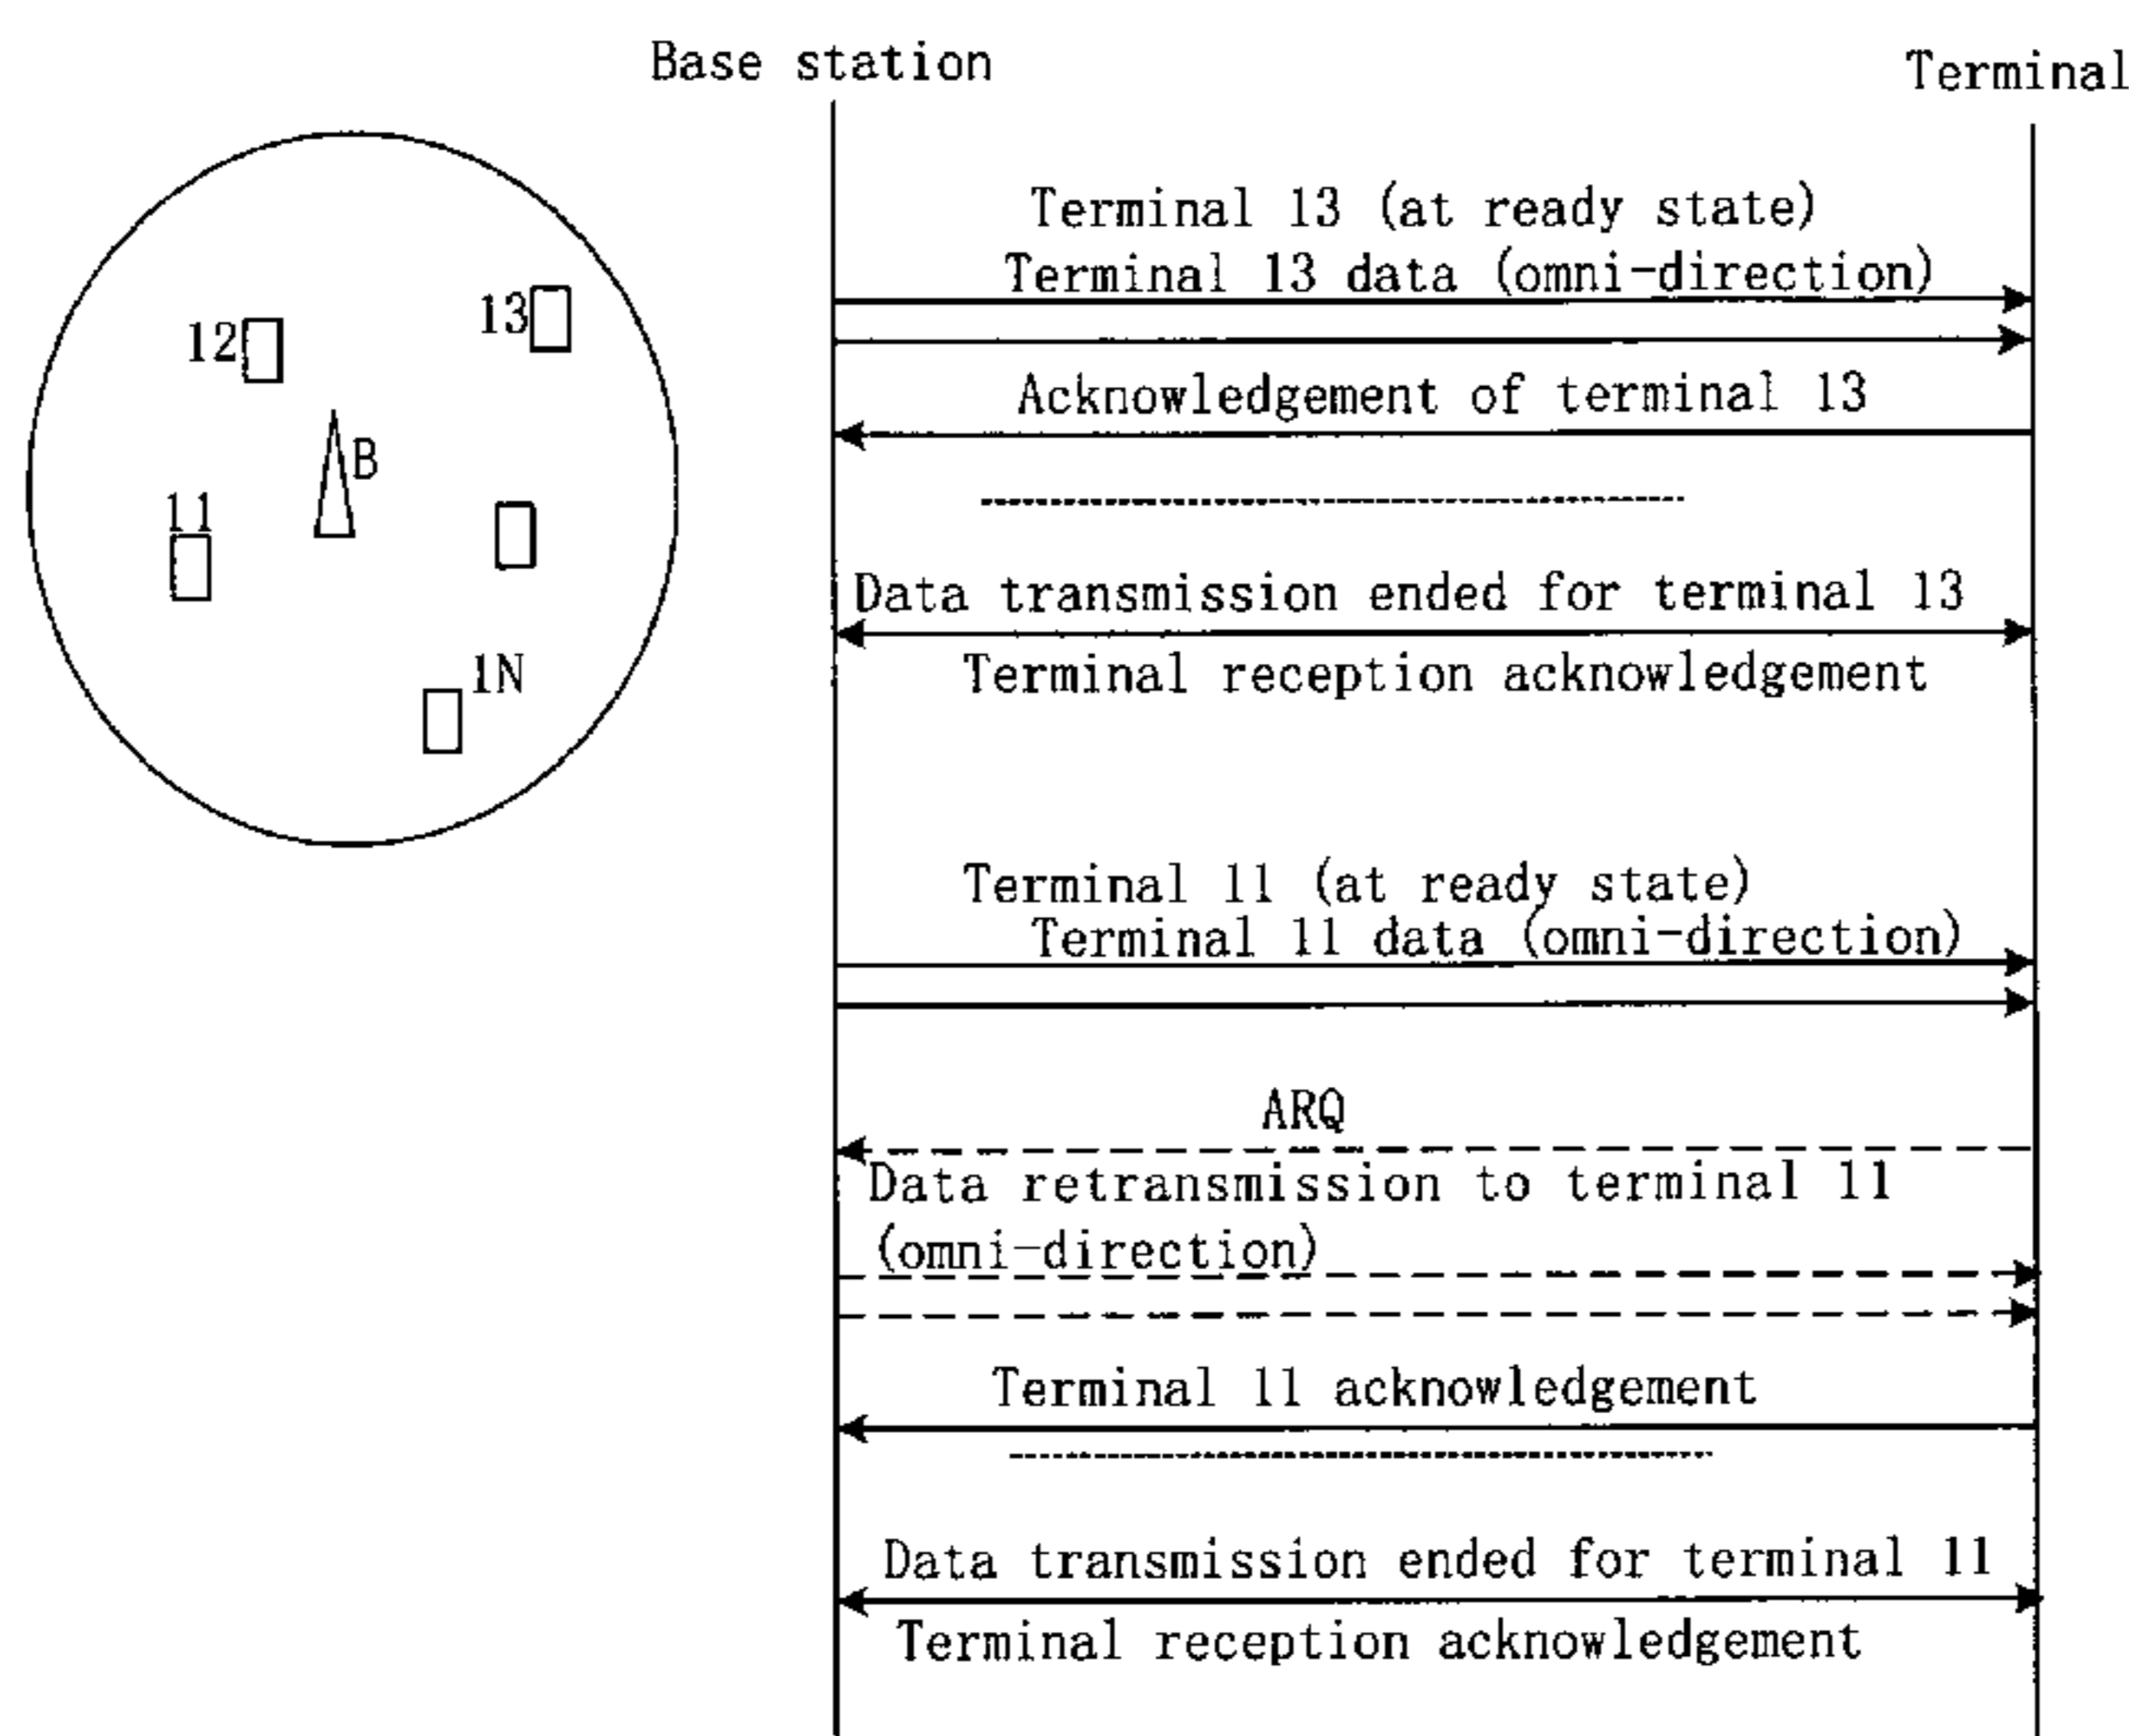 Base station
Terminal
Terminal 13 (at ready state)
Terminal 13 data (omni-direction)
12
13
Acknowledgement of terminal 13
B
11
Data transmission ended for terminal 13
Terminal reception acknowledgement
1N
Terminal 11 (at ready state)
Terminal 11 data (omni-direction)
ARQ
Data retransmission to terminal 11
(omni-direction)
Terminal 11 acknowledgement
Data transmission ended for terminal 11
Terminal reception acknowledgement